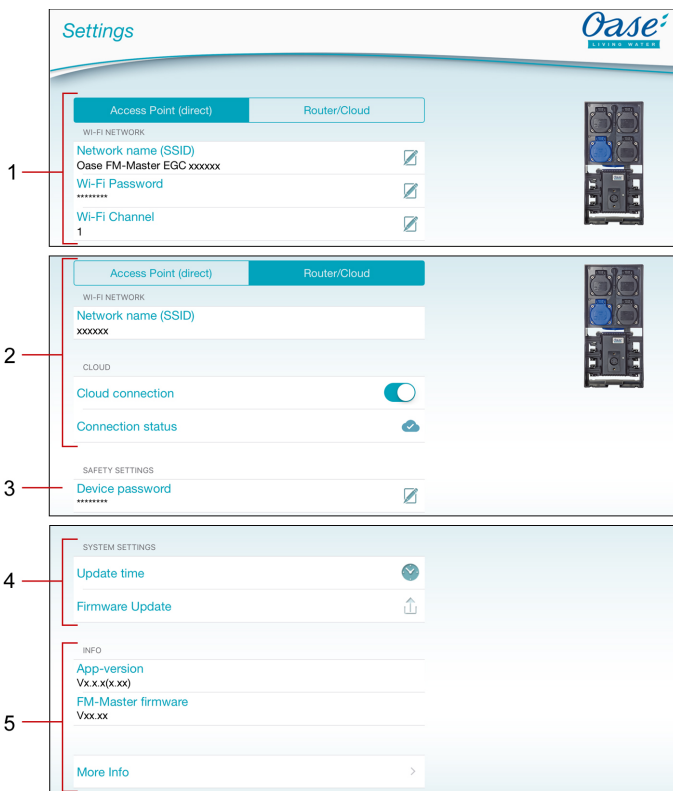 Settings
Oase
LIVING WATER
1
Access Point (direct)
Router/Cloud
WI-FI NETWORK
Network name (SSID)
Oase FM-Master EGC xxxxxx
Wi-Fi Password
********
Wi-Fi Channel
1
2
Access Point (direct)
Router/Cloud
WI-FI NETWORK
Network name (SSID)
xxxxxx
CLOUD
Cloud connection
Connection status
3
SAFETY SETTINGS
Device password
********
4
SYSTEM SETTINGS
Update time
Firmware Update
5
INFO
App-version
Vx.x.x(x.xx)
FM-Master firmware
Vxx.xx
More Info